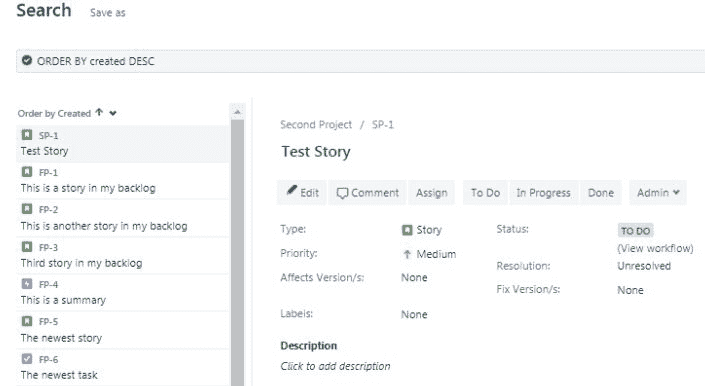 Search Save as
ORDER BY created DESC
Order by Created
SP-1
Test Story
FP-1
This is a story in my backlog
FP-2
This is another story in my backlog
FP-3
Third story in my backlog
FP-4
This is a summary
FP-5
The newest story
FP-6
The newest task
Second Project / SP-1
Test Story
Edit Comment Assign To Do In Progress Done Admin
Type: Story Status: TO DO
(View workflow)
Priority: Medium Resolution: Unresolved
Affects Version/s: None Fix Version/s: None
Labels: None
Description
Click to add description